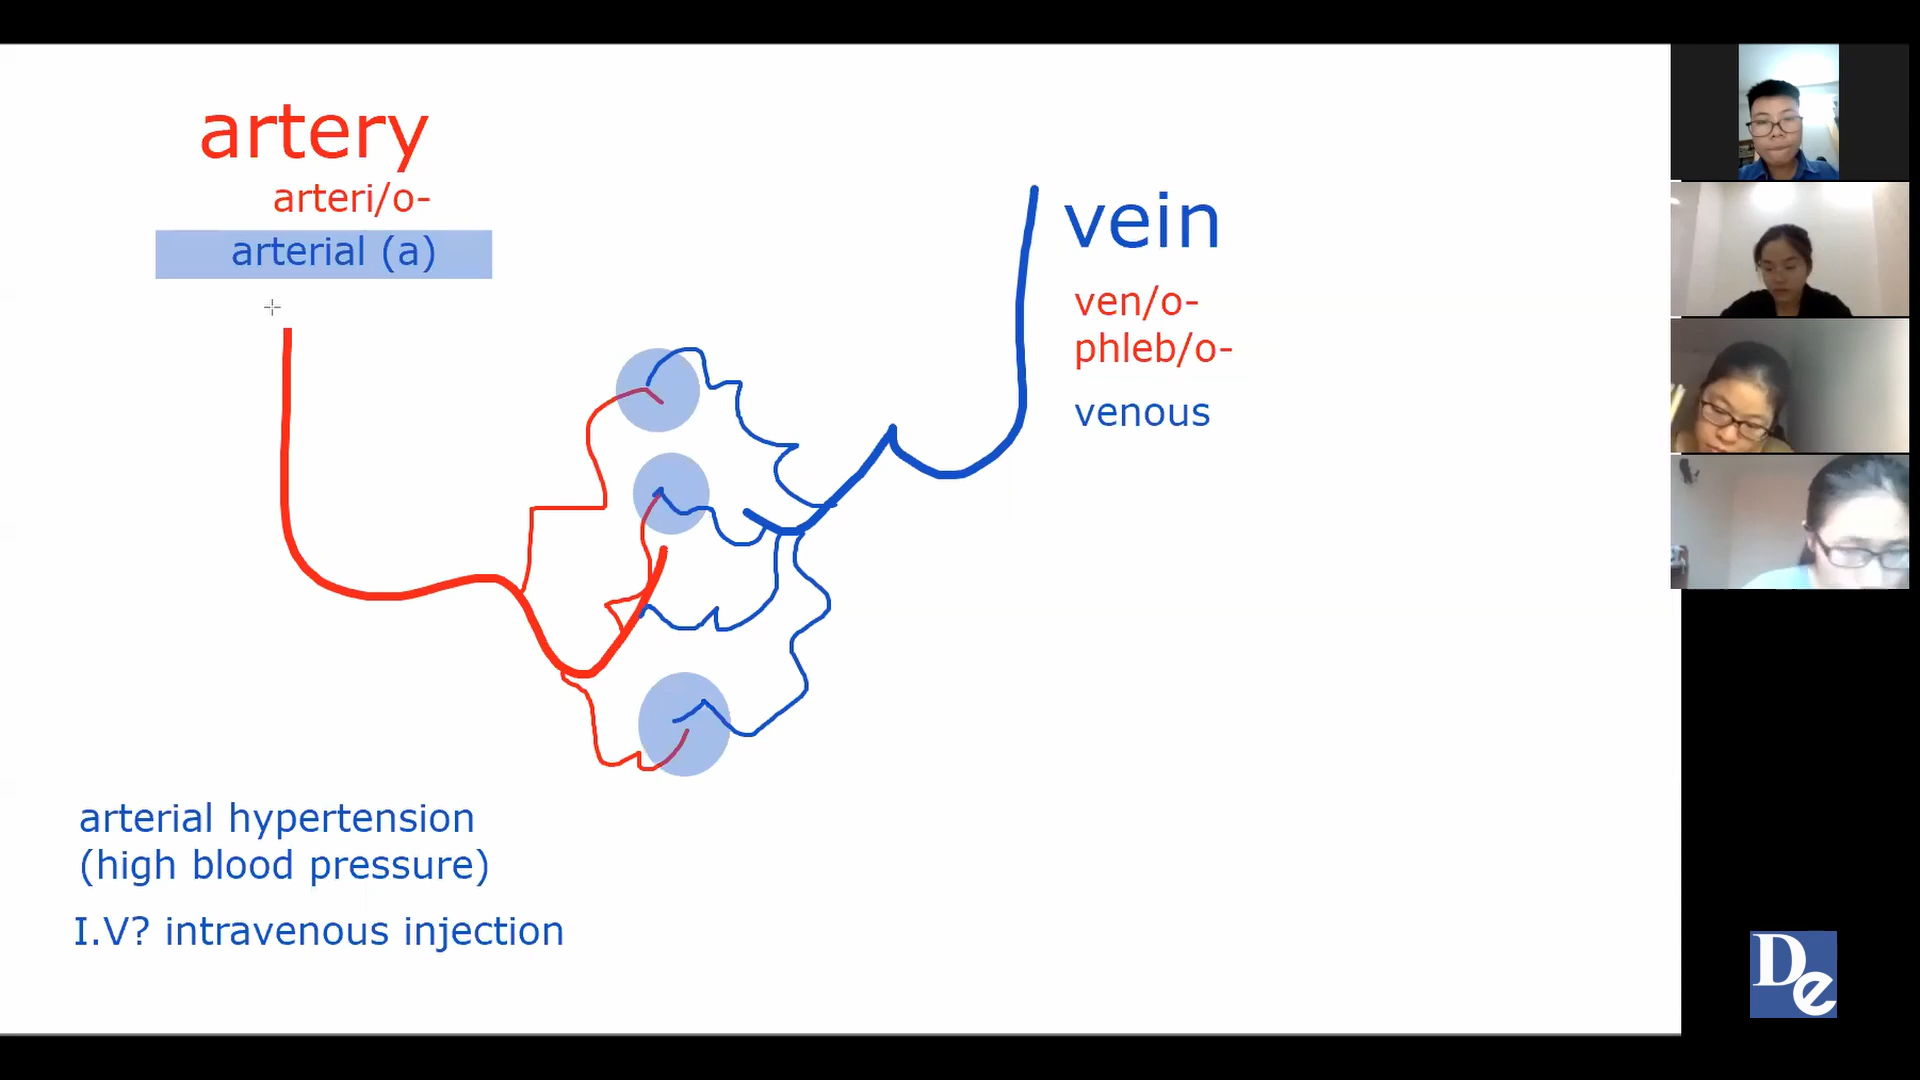 artery
arteri/o-
arterial (a)
vein
ven/o-
phleb/o-
venous
arterial hypertension
(high blood pressure)
I.V? intravenous injection
De